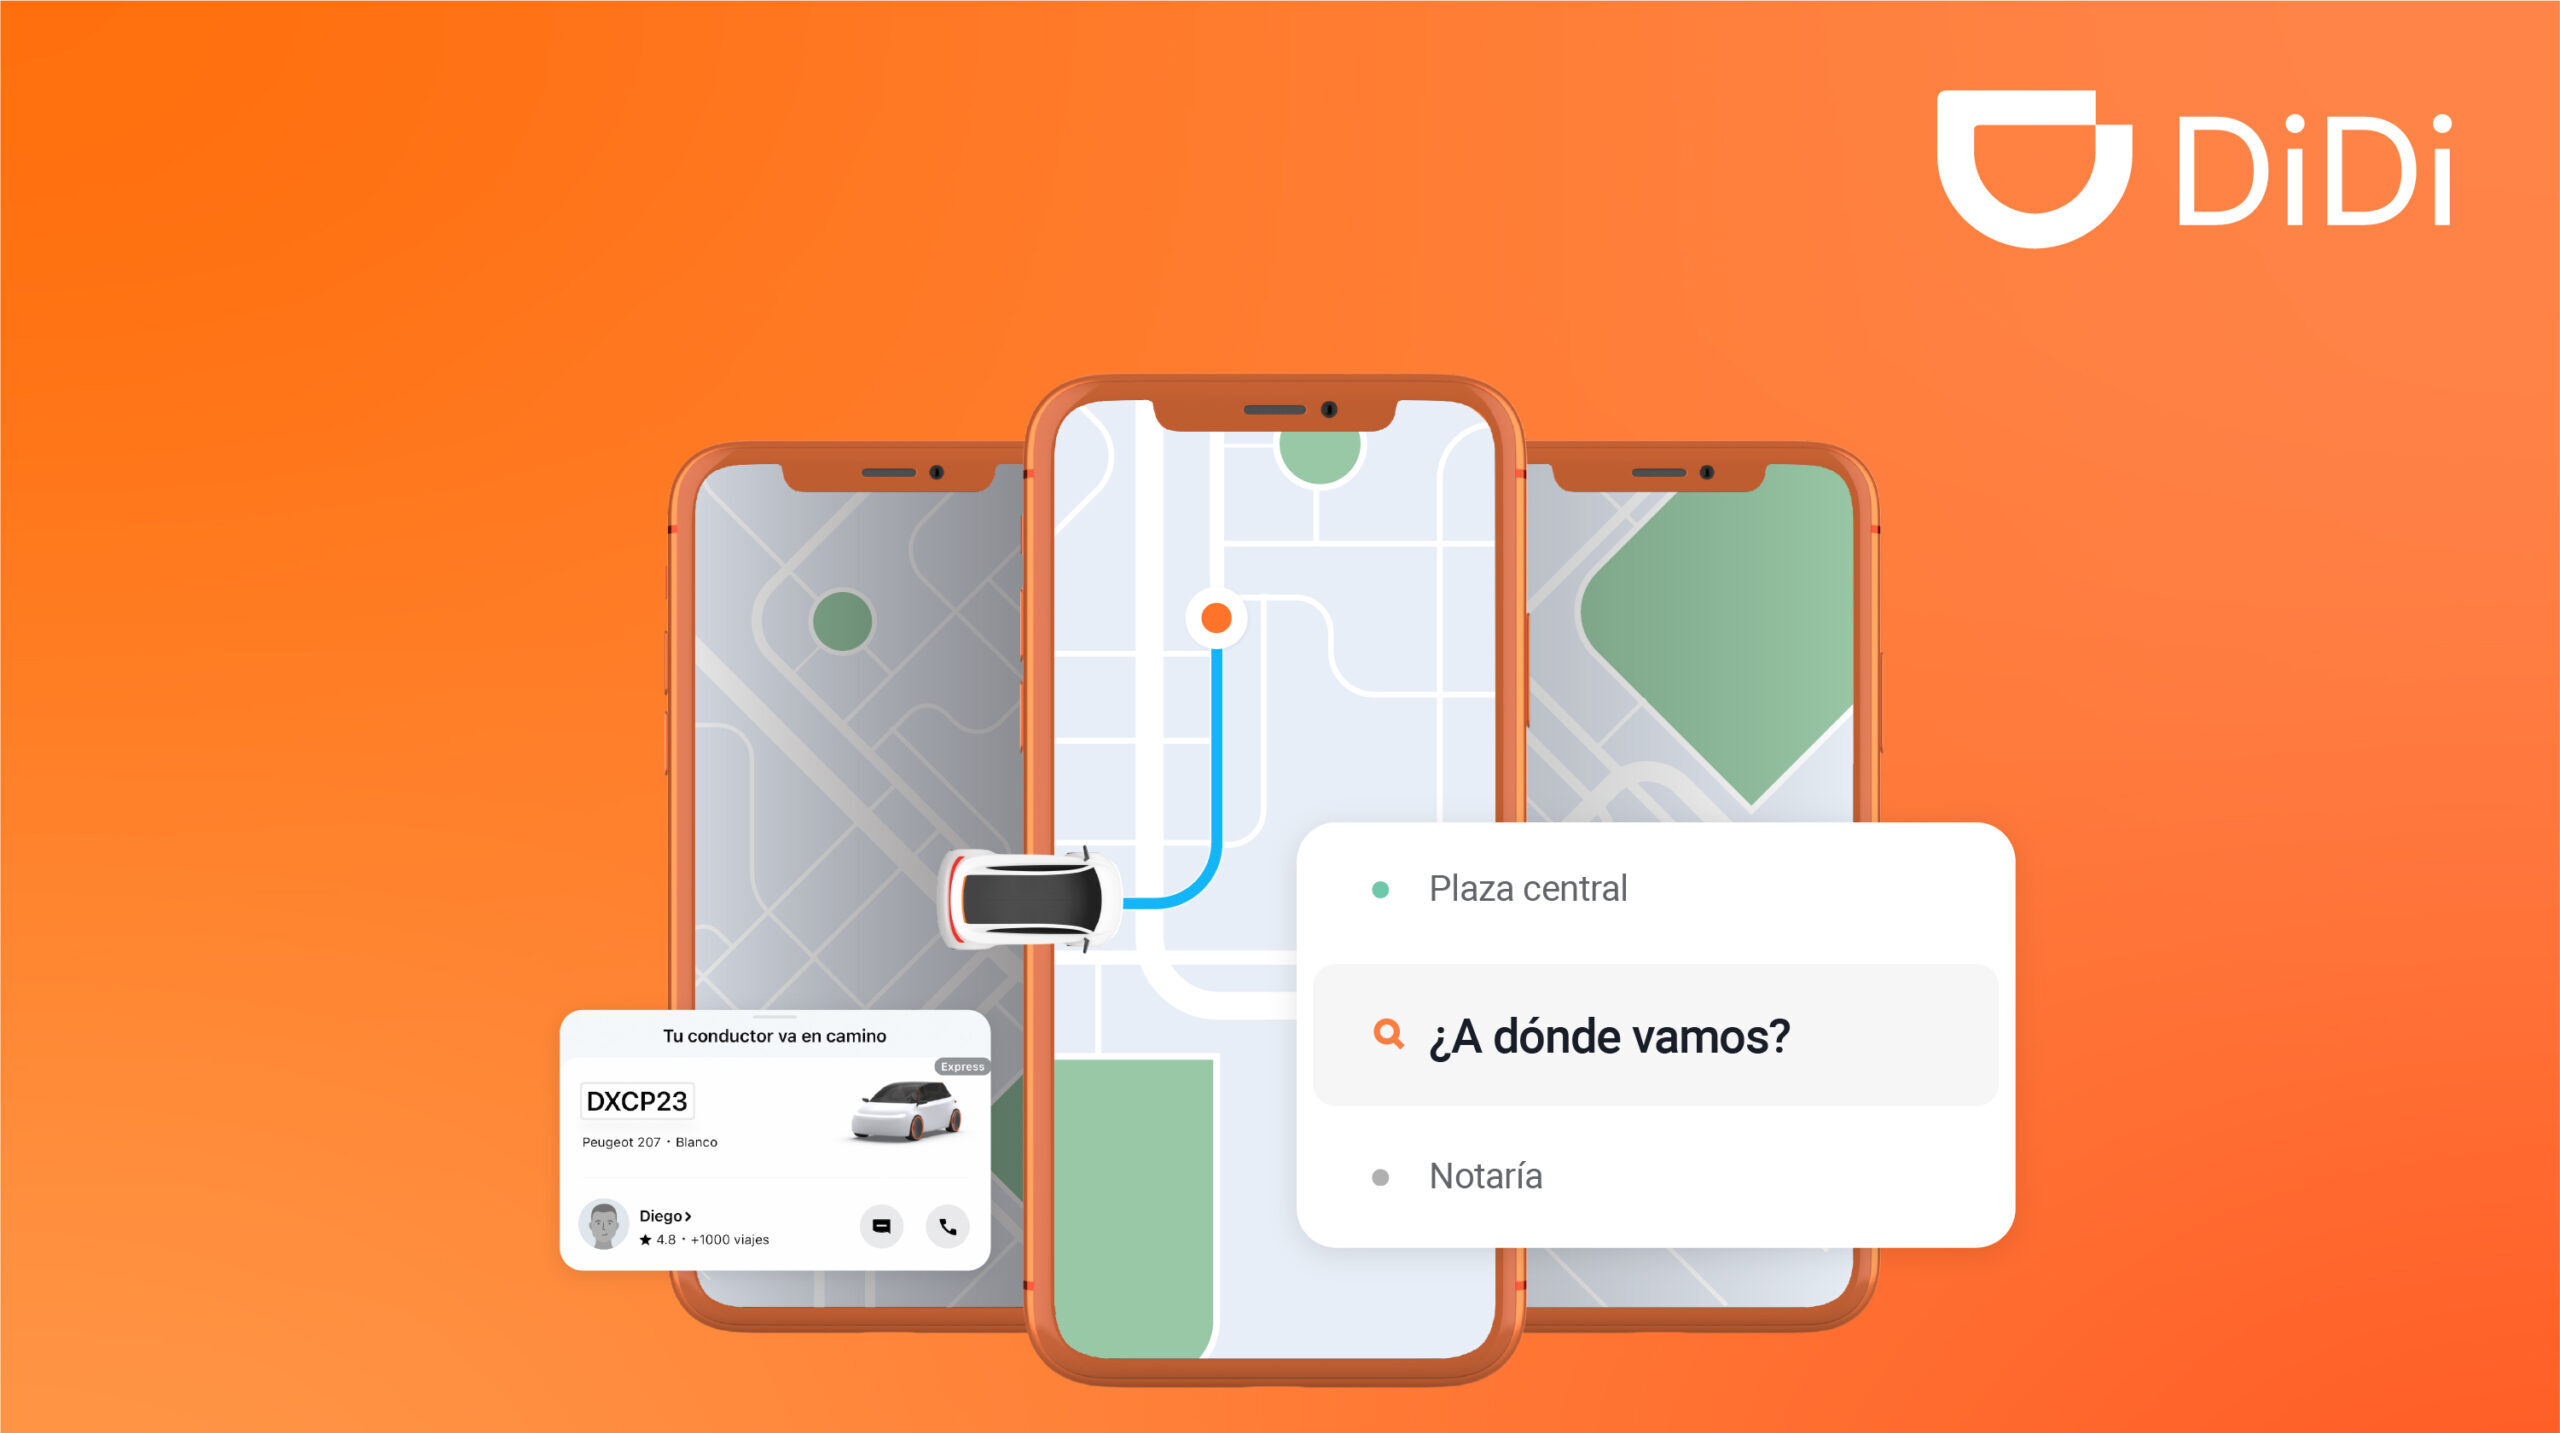 DiDi
Tu conductor va en camino
Express
DXCP23
Peugeot 207 · Blanco
Diego
4.8 · +1000 viajes
Plaza central
¿A dónde vamos?
Notaría